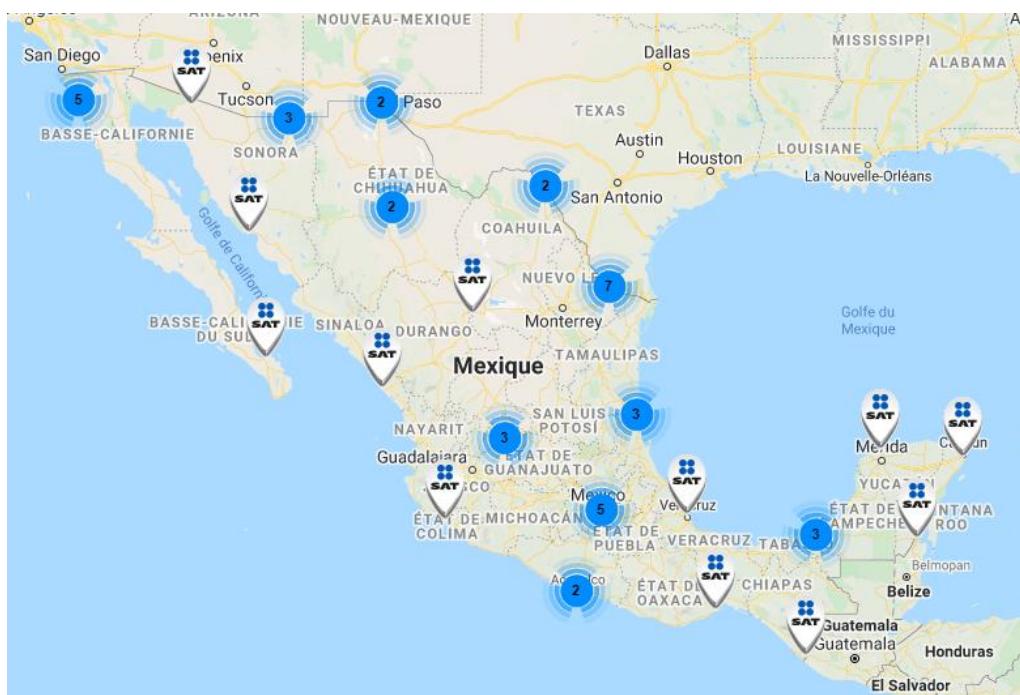 ARIZONA
NOUVEAU-MEXIQUE
San Diego
SAT
Dallas
MISSISSIPPI
ALABAMA
5
Tucson
3
2
Paso
TEXAS
BASSE-CALIFORNIE
SONORA
Austin
Houston
LOUISIANE
La Nouvelle-Orléans
ÉTAT DE
CHIHUAHUA
2
2
San Antonio
SAT
Golfe de Californie
COAHUILA
SAT
NUEVO LE
7
Golfe du
Mexique
BASSE-CALIFORNIE
DU SUD
SAT
SINALOA
DURANGO
Monterrey
SAT
Mexique
TAMAULIPAS
NAYARIT
3
SAN LUIS
POTOSÍ
3
SAT
SAT
Mérida
Guadalajara
ÉTAT DE
GUANAJUATO
SAT
SAT
YUCA
ÉTAT DE
COLIMA
MICHOACÁN
Mexico
5
ÉTAT DE
PUEBLA
Veracruz
VERACRUZ
TABASCO
3
ÉTAT DE
CAMPECHE
SAT
INTANA
ROO
2
ÉTAT DE
OAXACA
SAT
CHIAPAS
Belmopan
Belize
SAT
Guatemala
Guatemala
Honduras
El Salvador